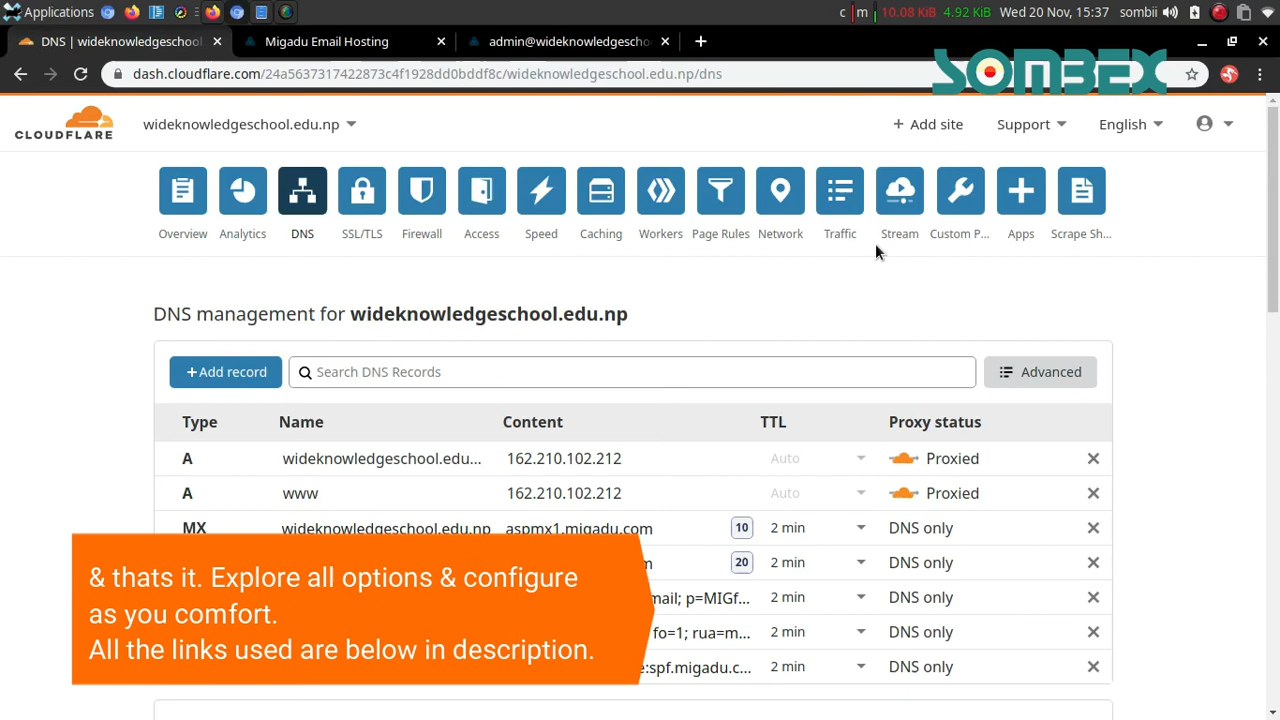 Applications
c m 10.08 KiB 4.92 KiB Wed 20 Nov, 15:37 sombii
DNS | wideknowledgeschool
Migadu Email Hosting
admin@wideknowledgescho
dash.cloudflare.com/24a5637317422873c4f1928dd0bddf8c/wideknowledgeschool.edu.np/dns
SOMBEX
CLOUDFLARE
wideknowledgeschool.edu.np
+ Add site Support English
Overview Analytics DNS SSL/TLS Firewall Access Speed Caching Workers Page Rules Network Traffic Stream Custom P... Apps Scrape Sh...
DNS management for wideknowledgeschool.edu.np
+Add record Search DNS Records Advanced
Type Name Content TTL Proxy status
A wideknowledgeschool.edu... 162.210.102.212 Auto Proxied
A www 162.210.102.212 Auto Proxied
MX wideknowledgeschool.edu.np aspmx1.migadu.com 10 2 min DNS only
m 20 2 min DNS only
mail; p=MIGf... 2 min DNS only
fo=1; rua=m... 2 min DNS only
e:spf.migadu.c... 2 min DNS only
& thats it. Explore all options & configure
as you comfort.
All the links used are below in description.